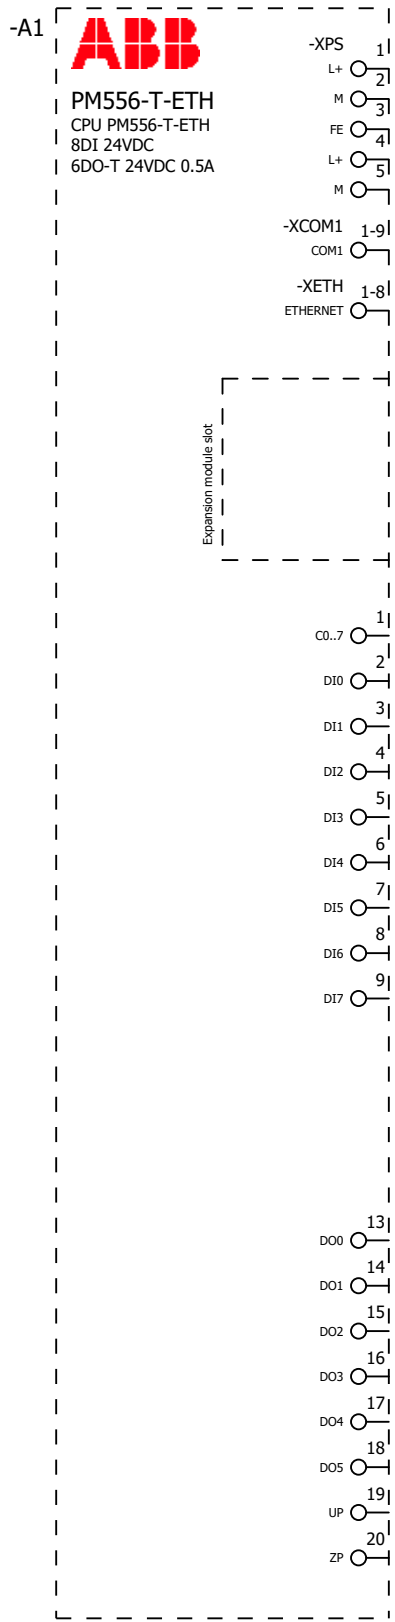 -A1
ABB
PM556-T-ETH
CPU PM556-T-ETH
8DI 24VDC
6DO-T 24VDC 0.5A
-XPS
1
L+
2
M
3
FE
4
L+
5
M
-XCOM1
1-9
COM1
-XETH
1-8
ETHERNET
Expansion module slot
1
C0..7
2
DI0
3
DI1
4
DI2
5
DI3
6
DI4
7
DI5
8
DI6
9
DI7
13
DO0
14
DO1
15
DO2
16
DO3
17
DO4
18
DO5
19
UP
20
ZP